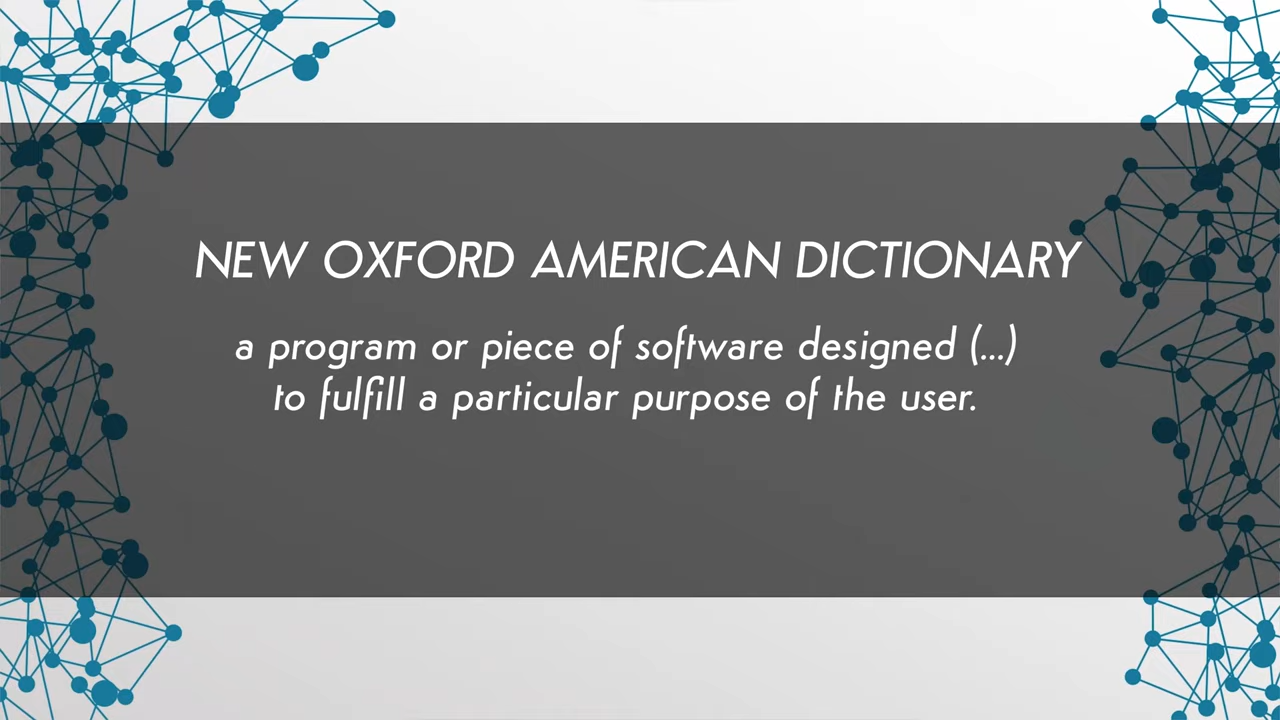 NEW OXFORD AMERICAN DICTIONARY
a program or piece of software designed (...)
to fulfill a particular purpose of the user.